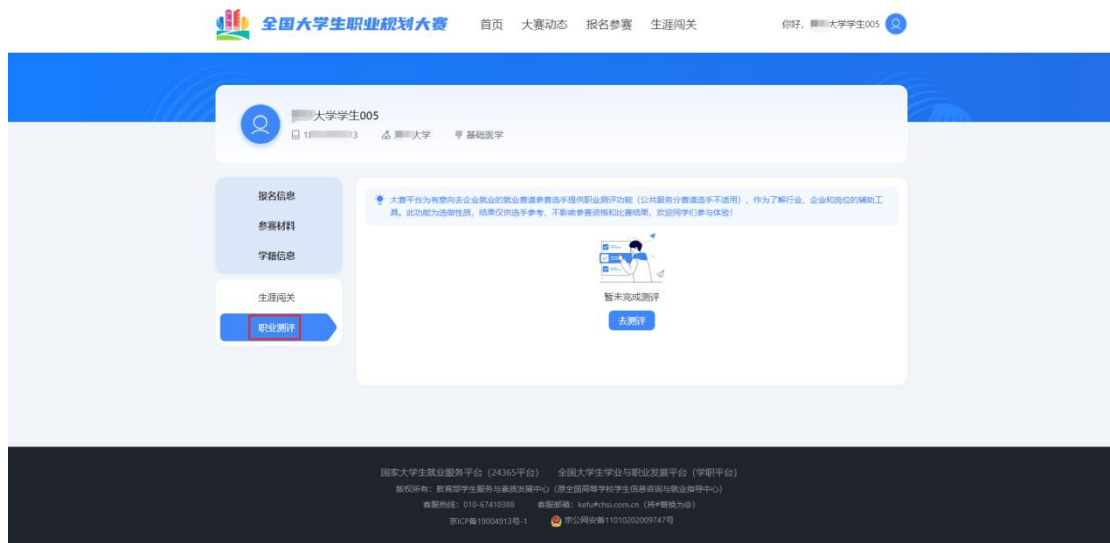 全国大学生职业规划大赛 首页 大赛动态 报名参赛 生涯闯关 你好，大学学生005
大学学生005
18 3 大学 基础医学
报名信息
参赛材料
学籍信息
生涯闯关
职业测评
大赛平台为有意向去企业就业的就业赛道参赛选手提供职业测评功能（公共服务分赛道选手不适用），作为了解行业、企业和岗位的辅助工
具。此功能为选做性质，结果仅供选手参考，不影响参赛资格和比赛结果，欢迎同学们参与体验！
暂未完成测评
去测评
国家大学生就业服务平台（24365平台） 全国大学生学业与职业发展平台（学职平台）
版权所有：教育部学生服务与素质发展中心（原全国高等学校学生信息咨询与就业指导中心）
客服热线：010-67410388 客服邮箱：kefu#chsi.com.cn（将#替换为@）
京ICP备19004913号-1 京公网安备11010202009747号